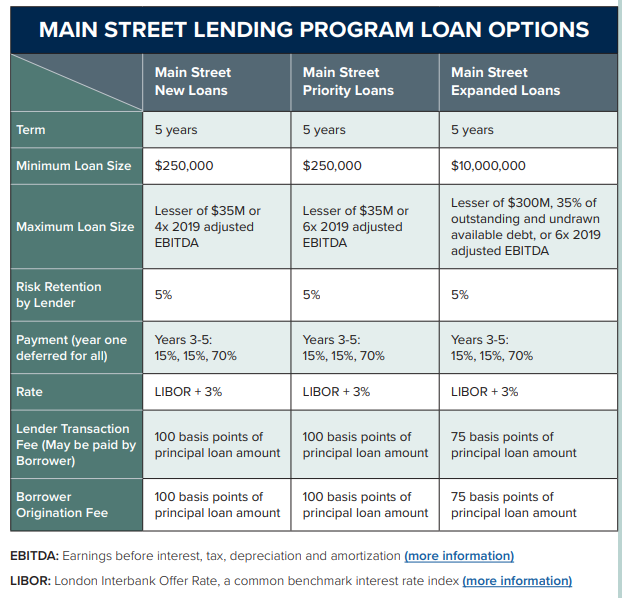 MAIN STREET LENDING PROGRAM LOAN OPTIONS
Main Street
New Loans
Main Street
Priority Loans
Main Street
Expanded Loans
Term
5 years
5 years
5 years
Minimum Loan Size
$250,000
$250,000
$10,000,000
Maximum Loan Size
Lesser of $35M or
4x 2019 adjusted
EBITDA
Lesser of $35M or
6x 2019 adjusted
EBITDA
Lesser of $300M, 35% of
outstanding and undrawn
available debt, or 6x 2019
adjusted EBITDA
Risk Retention
by Lender
5%
5%
5%
Payment (year one
deferred for all)
Years 3-5:
15%, 15%, 70%
Years 3-5:
15%, 15%, 70%
Years 3-5:
15%, 15%, 70%
Rate
LIBOR + 3%
LIBOR + 3%
LIBOR + 3%
Lender Transaction
Fee (May be paid by
Borrower)
100 basis points of
principal loan amount
100 basis points of
principal loan amount
75 basis points of
principal loan amount
Borrower
Origination Fee
100 basis points of
principal loan amount
100 basis points of
principal loan amount
75 basis points of
principal loan amount
EBITDA: Earnings before interest, tax, depreciation and amortization (more information)
LIBOR: London Interbank Offer Rate, a common benchmark interest rate index (more information)